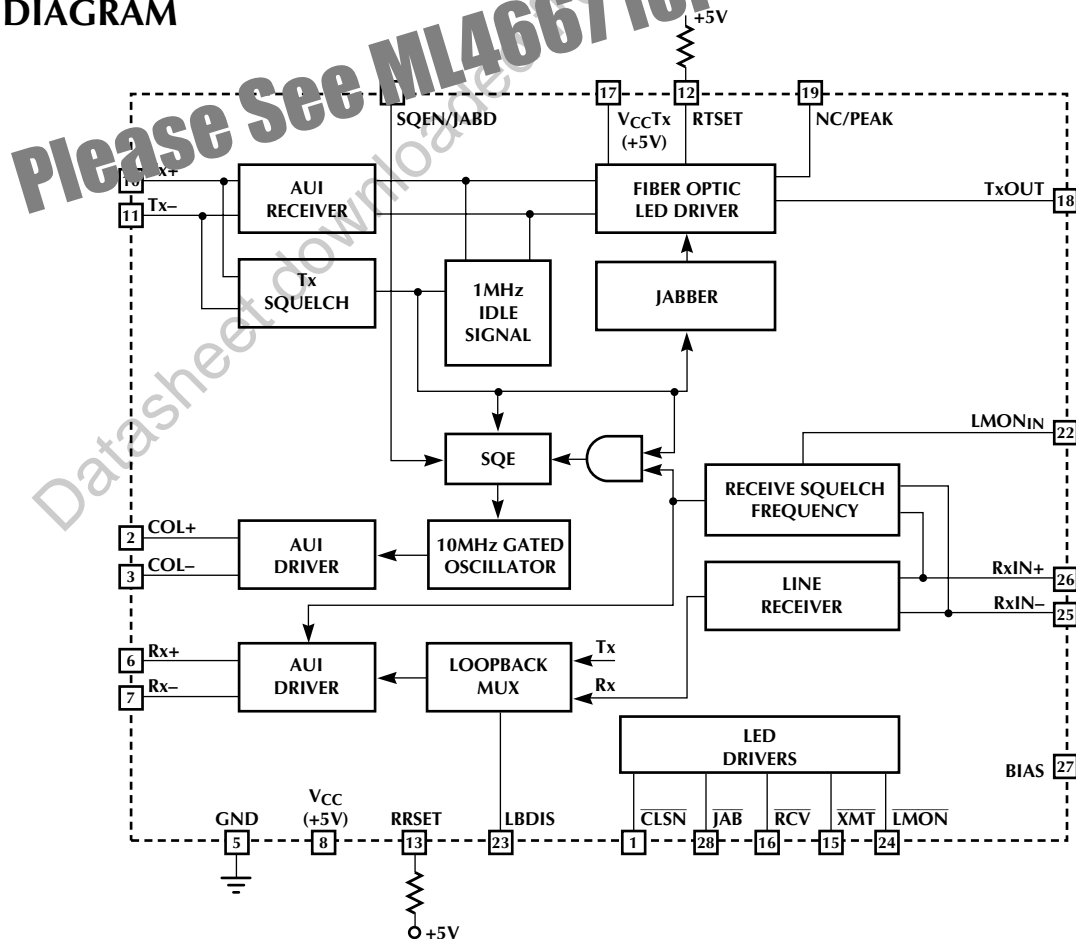 DIAGRAM
Please See ML4667 for
Datasheet downloaded
+5V
17
12
19
SQEN/JABD
VCCTx
(+5V)
RTSET
NC/PEAK
10
Tx+
11
Tx–
AUI
RECEIVER
FIBER OPTIC
LED DRIVER
TxOUT
18
Tx
SQUELCH
1MHz
IDLE
SIGNAL
JABBER
LMONIN
22
SQE
RECEIVE SQUELCH
FREQUENCY
2
COL+
3
COL–
AUI
DRIVER
10MHz GATED
OSCILLATOR
LINE
RECEIVER
RxIN+
26
RxIN–
25
6
Rx+
7
Rx–
AUI
DRIVER
LOOPBACK
MUX
Tx
Rx
LED
DRIVERS
BIAS
27
GND
5
VCC
(+5V)
8
RRSET
13
LBDIS
23
CLSN
1
JAB
28
RCV
16
XMT
15
LMON
24
+5V